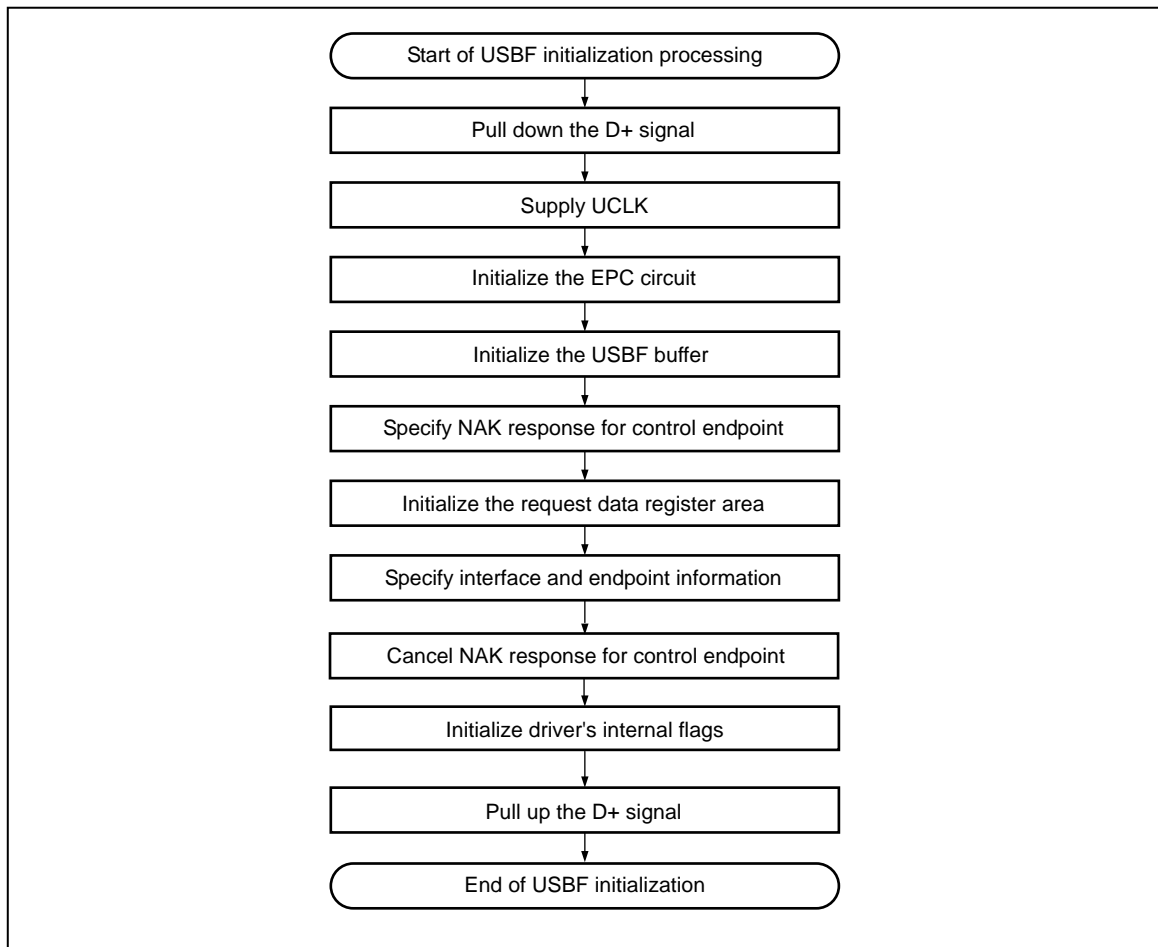 Start of USBF initialization processing
Pull down the D+ signal
Supply UCLK
Initialize the EPC circuit
Initialize the USBF buffer
Specify NAK response for control endpoint
Initialize the request data register area
Specify interface and endpoint information
Cancel NAK response for control endpoint
Initialize driver's internal flags
Pull up the D+ signal
End of USBF initialization